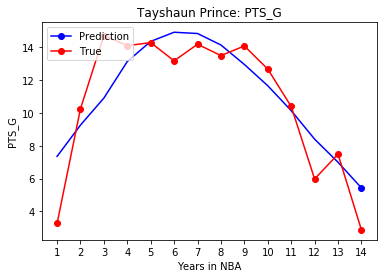 Tayshaun Prince: PTS_G
Prediction
True
PTS_G
14
12
10
8
6
4
1 2 3 4 5 6 7 8 9 10 11 12 13 14
Years in NBA